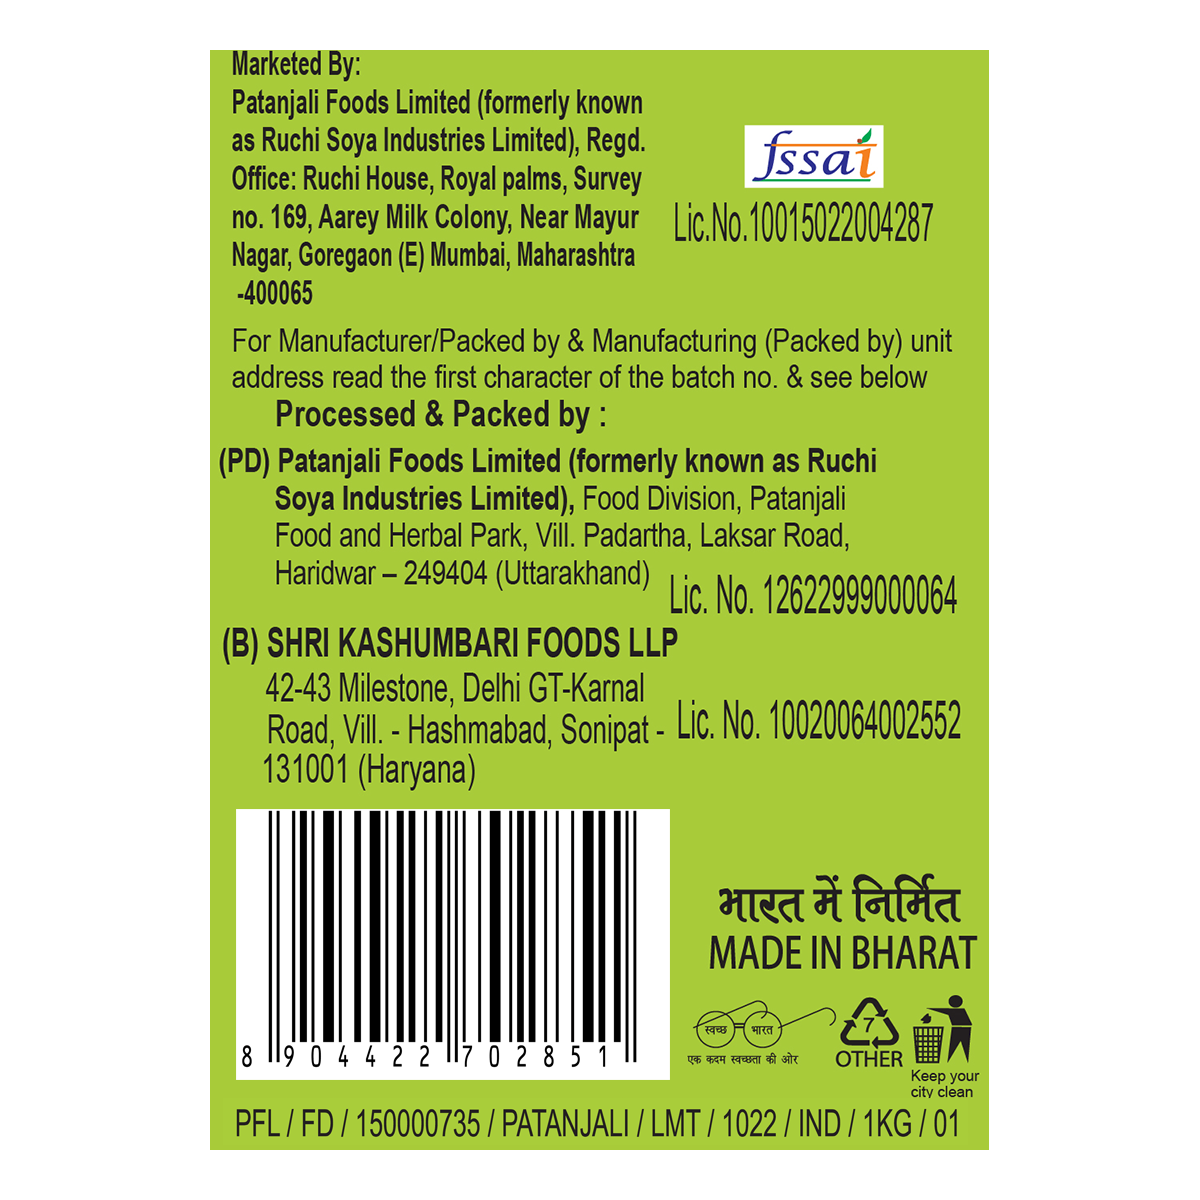 Marketed By:
Patanjali Foods Limited (formerly known
as Ruchi Soya Industries Limited), Regd.
Office: Ruchi House, Royal palms, Survey
no. 169, Aarey Milk Colony, Near Mayur
Nagar, Goregaon (E) Mumbai, Maharashtra
-400065
fssai
Lic.No.10015022004287
For Manufacturer/Packed by & Manufacturing (Packed by) unit
address read the first character of the batch no. & see below
Processed & Packed by :
(PD) Patanjali Foods Limited (formerly known as Ruchi
Soya Industries Limited), Food Division, Patanjali
Food and Herbal Park, Vill. Padartha, Laksar Road,
Haridwar – 249404 (Uttarakhand)
Lic. No. 12622999000064
(B) SHRI KASHUMBARI FOODS LLP
42-43 Milestone, Delhi GT-Karnal
Road, Vill. - Hashmabad, Sonipat -
131001 (Haryana)
Lic. No. 10020064002552
8 904422 702851
भारत में निर्मित
MADE IN BHARAT
स्वच्छ भारत
एक कदम स्वच्छता की ओर
7
OTHER
Keep your
city clean
PFL / FD / 150000735 / PATANJALI / LMT / 1022 / IND / 1KG / 01